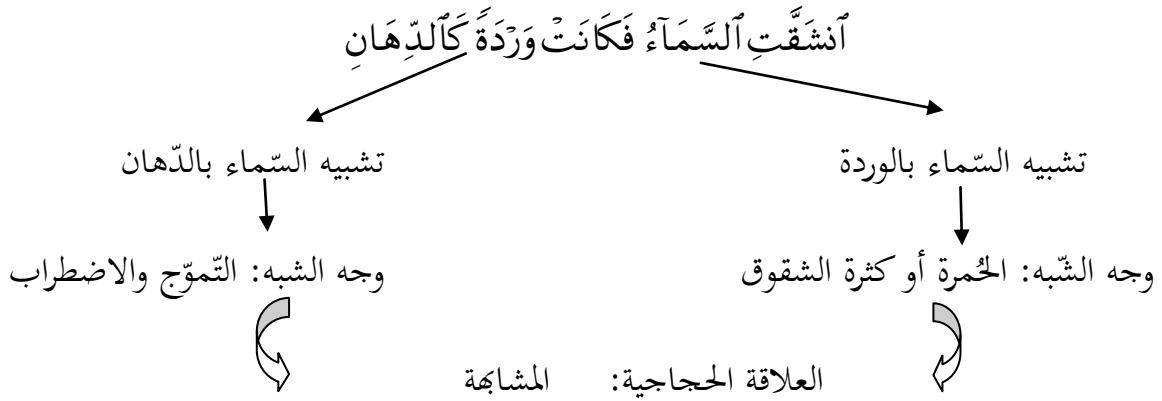 ٱنشَقَّتِ ٱلسَّمَآءُ فَكَانَتْ وَرْدَةً كَٱلدِّهَانِ
تشبيه السّماء بالوردة تشبيه السّماء بالدّهان
وجه الشّبه: الحُمرة أو كثرة الشقوق وجه الشبه: التّموّج والاضطراب
العلاقة الحجاجية: المشابهة